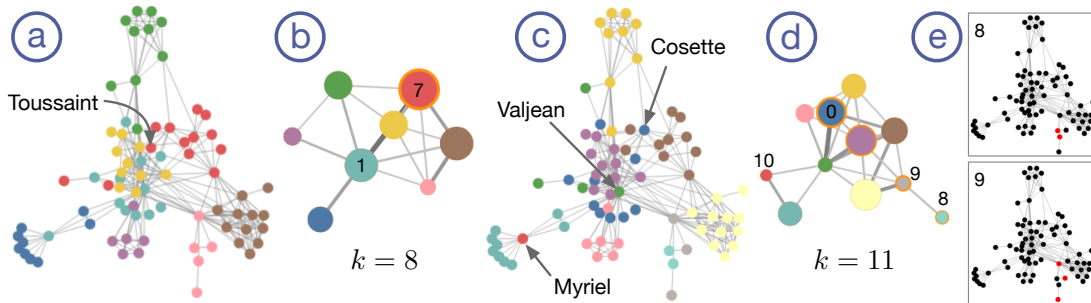 a
b
c
d
e
Toussaint
7
1
k = 8
Cosette
Valjean
Myriel
0
10
9
8
k = 11
8
9